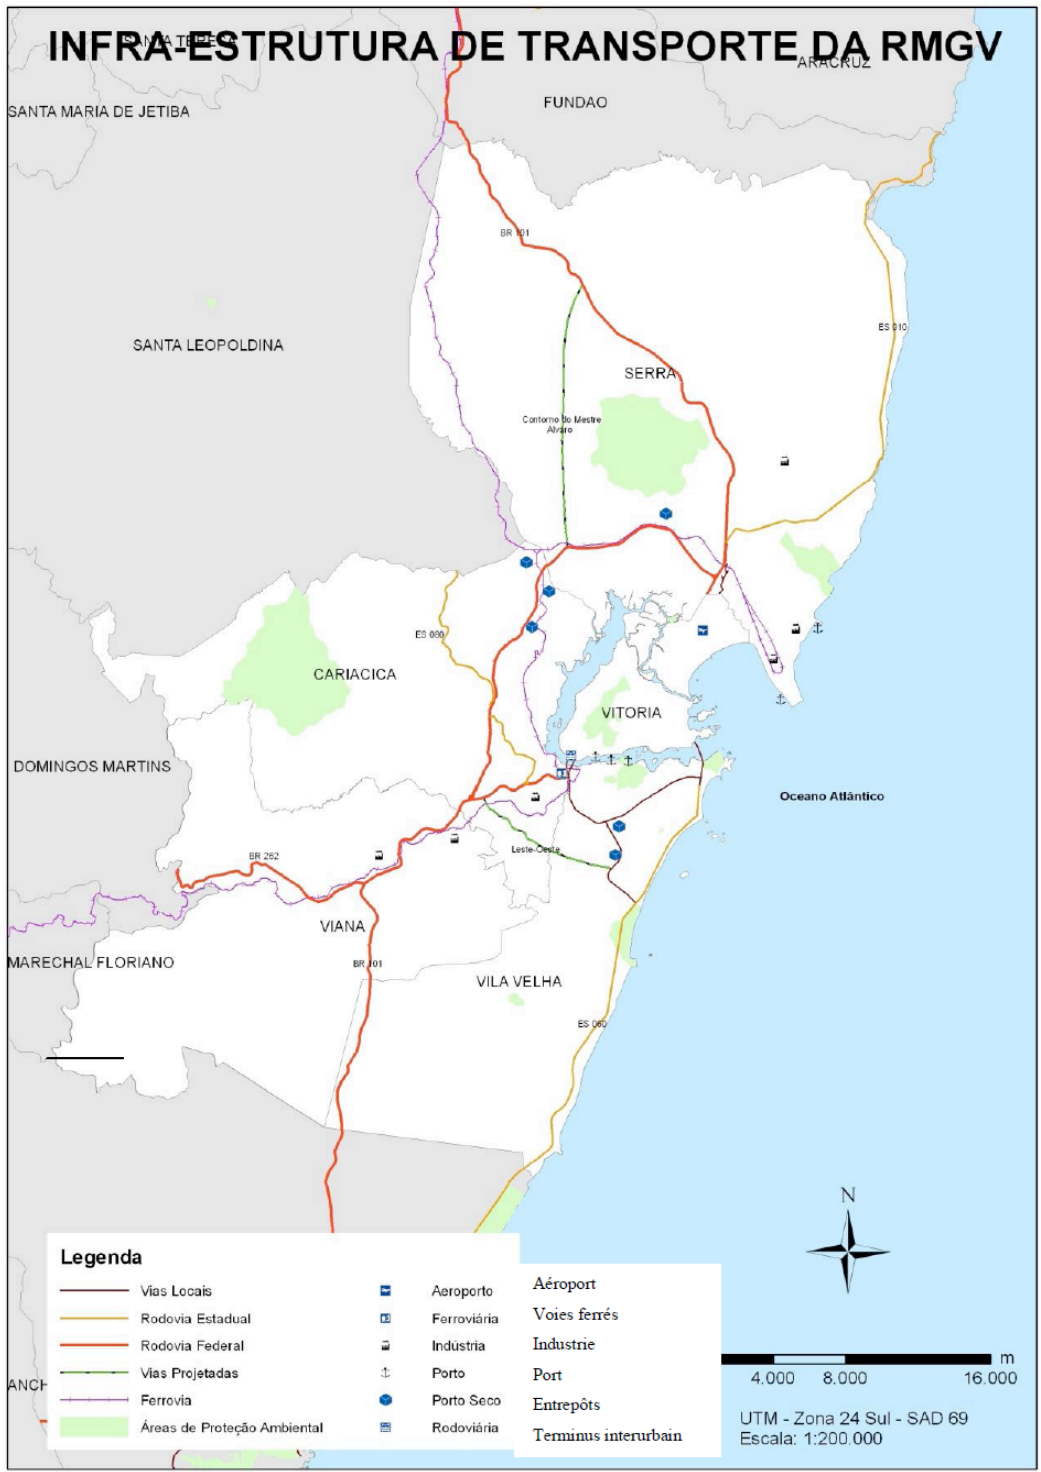 INFRA-ESTRUTURA DE TRANSPORTE DA RMGV
SANTA TERESA
ARACRUZ
SANTA MARIA DE JETIBA
FUNDAO
BR 101
ES 010
SANTA LEOPOLDINA
SERRA
Contorno do Mestre
Alvaro
ES 080
CARIACICA
VITORIA
DOMINGOS MARTINS
Oceano Atlântico
BR 262
Leste-Oeste
VIANA
MARECHAL FLORIANO
BR 101
VILA VELHA
ES 060
N
Legenda
Vias Locais
Rodovia Estadual
Rodovia Federal
Vias Projetadas
Ferrovia
Áreas de Proteção Ambiental
Aeroporto
Ferroviária
Indústria
Porto
Porto Seco
Rodoviária
Aéroport
Voies ferrés
Industrie
Port
Entrepôts
Terminus interurbain
ANCH
m
4.000 8.000 16.000
UTM - Zona 24 Sul - SAD 69
Escala: 1:200.000